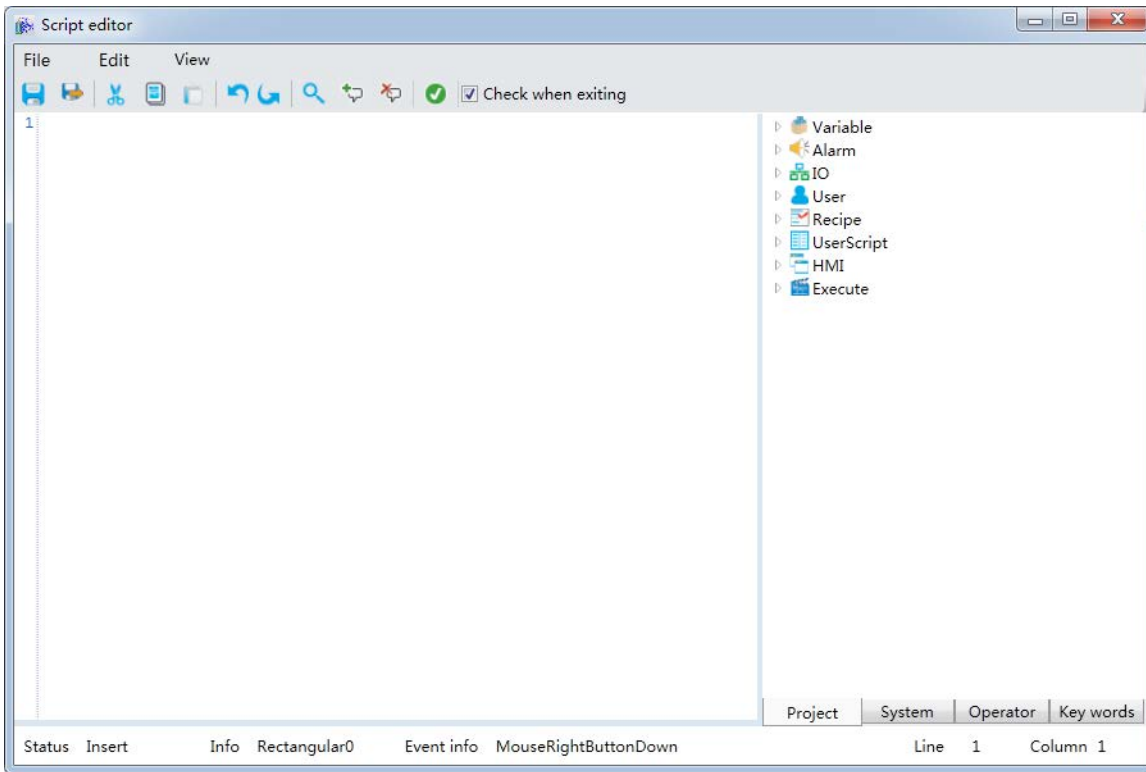 Script editor
File Edit View
Check when exiting
1
Variable
Alarm
IO
User
Recipe
UserScript
HMI
Execute
Project System Operator Key words
Status Insert Info Rectangular0 Event info MouseRightButtonDown Line 1 Column 1